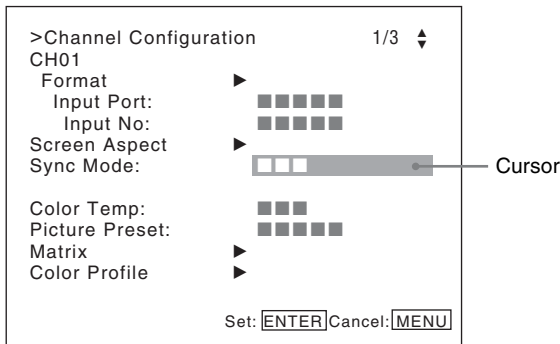 >Channel Configuration 1/3
CH01
Format
Input Port:
Input No:
Screen Aspect
Sync Mode:
Cursor
Color Temp:
Picture Preset:
Matrix
Color Profile
Set: ENTER Cancel: MENU